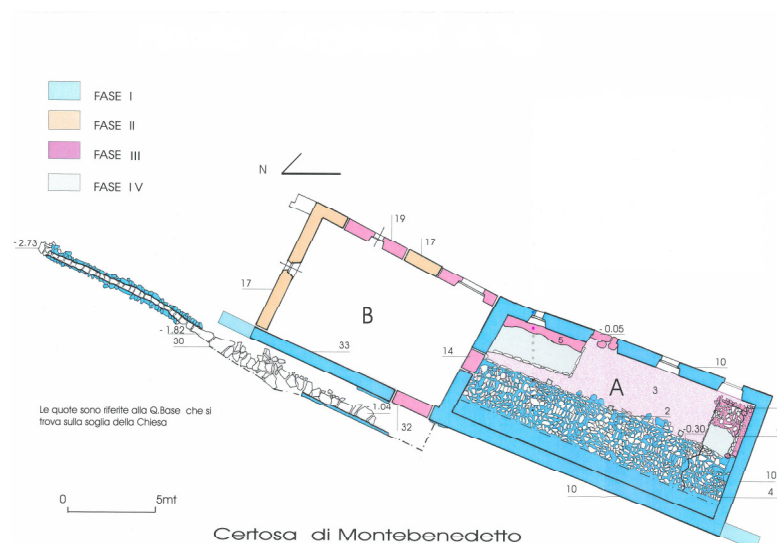 FASE I
FASE II
FASE III
FASE IV
N
19
17
- 2.73
17
- 0.05
B
- 1.82
30
33
14
5
10
A
3
2
-0.30
- 1.04
Le quote sono riferite alla Q.Base che si
trova sulla soglia della Chiesa
32
10
10
4
0
5mt
Certosa di Montebenedetto